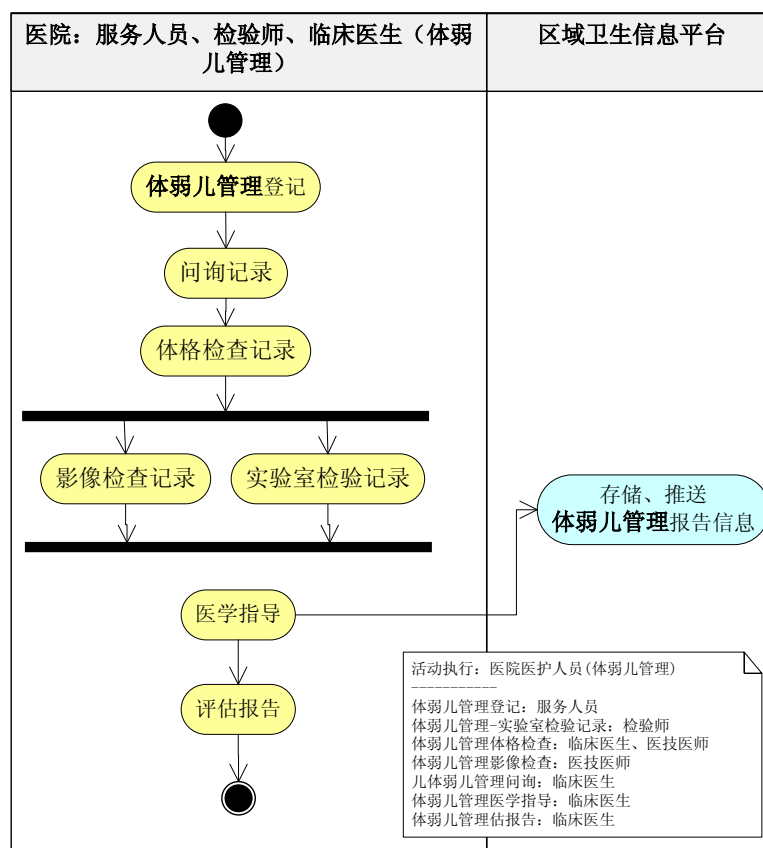 医院：服务人员、检验师、临床医生（体弱
儿管理）
区域卫生信息平台
体弱儿管理登记
问询记录
体格检查记录
影像检查记录
实验室检验记录
存储、推送
体弱儿管理报告信息
医学指导
评估报告
活动执行：医院医护人员(体弱儿管理)
-----------
体弱儿管理登记：服务人员
体弱儿管理-实验室检验记录：检验师
体弱儿管理体格检查：临床医生、医技医师
体弱儿管理影像检查：医技医师
儿体弱儿管理问询：临床医生
体弱儿管理医学指导：临床医生
体弱儿管理估报告：临床医生